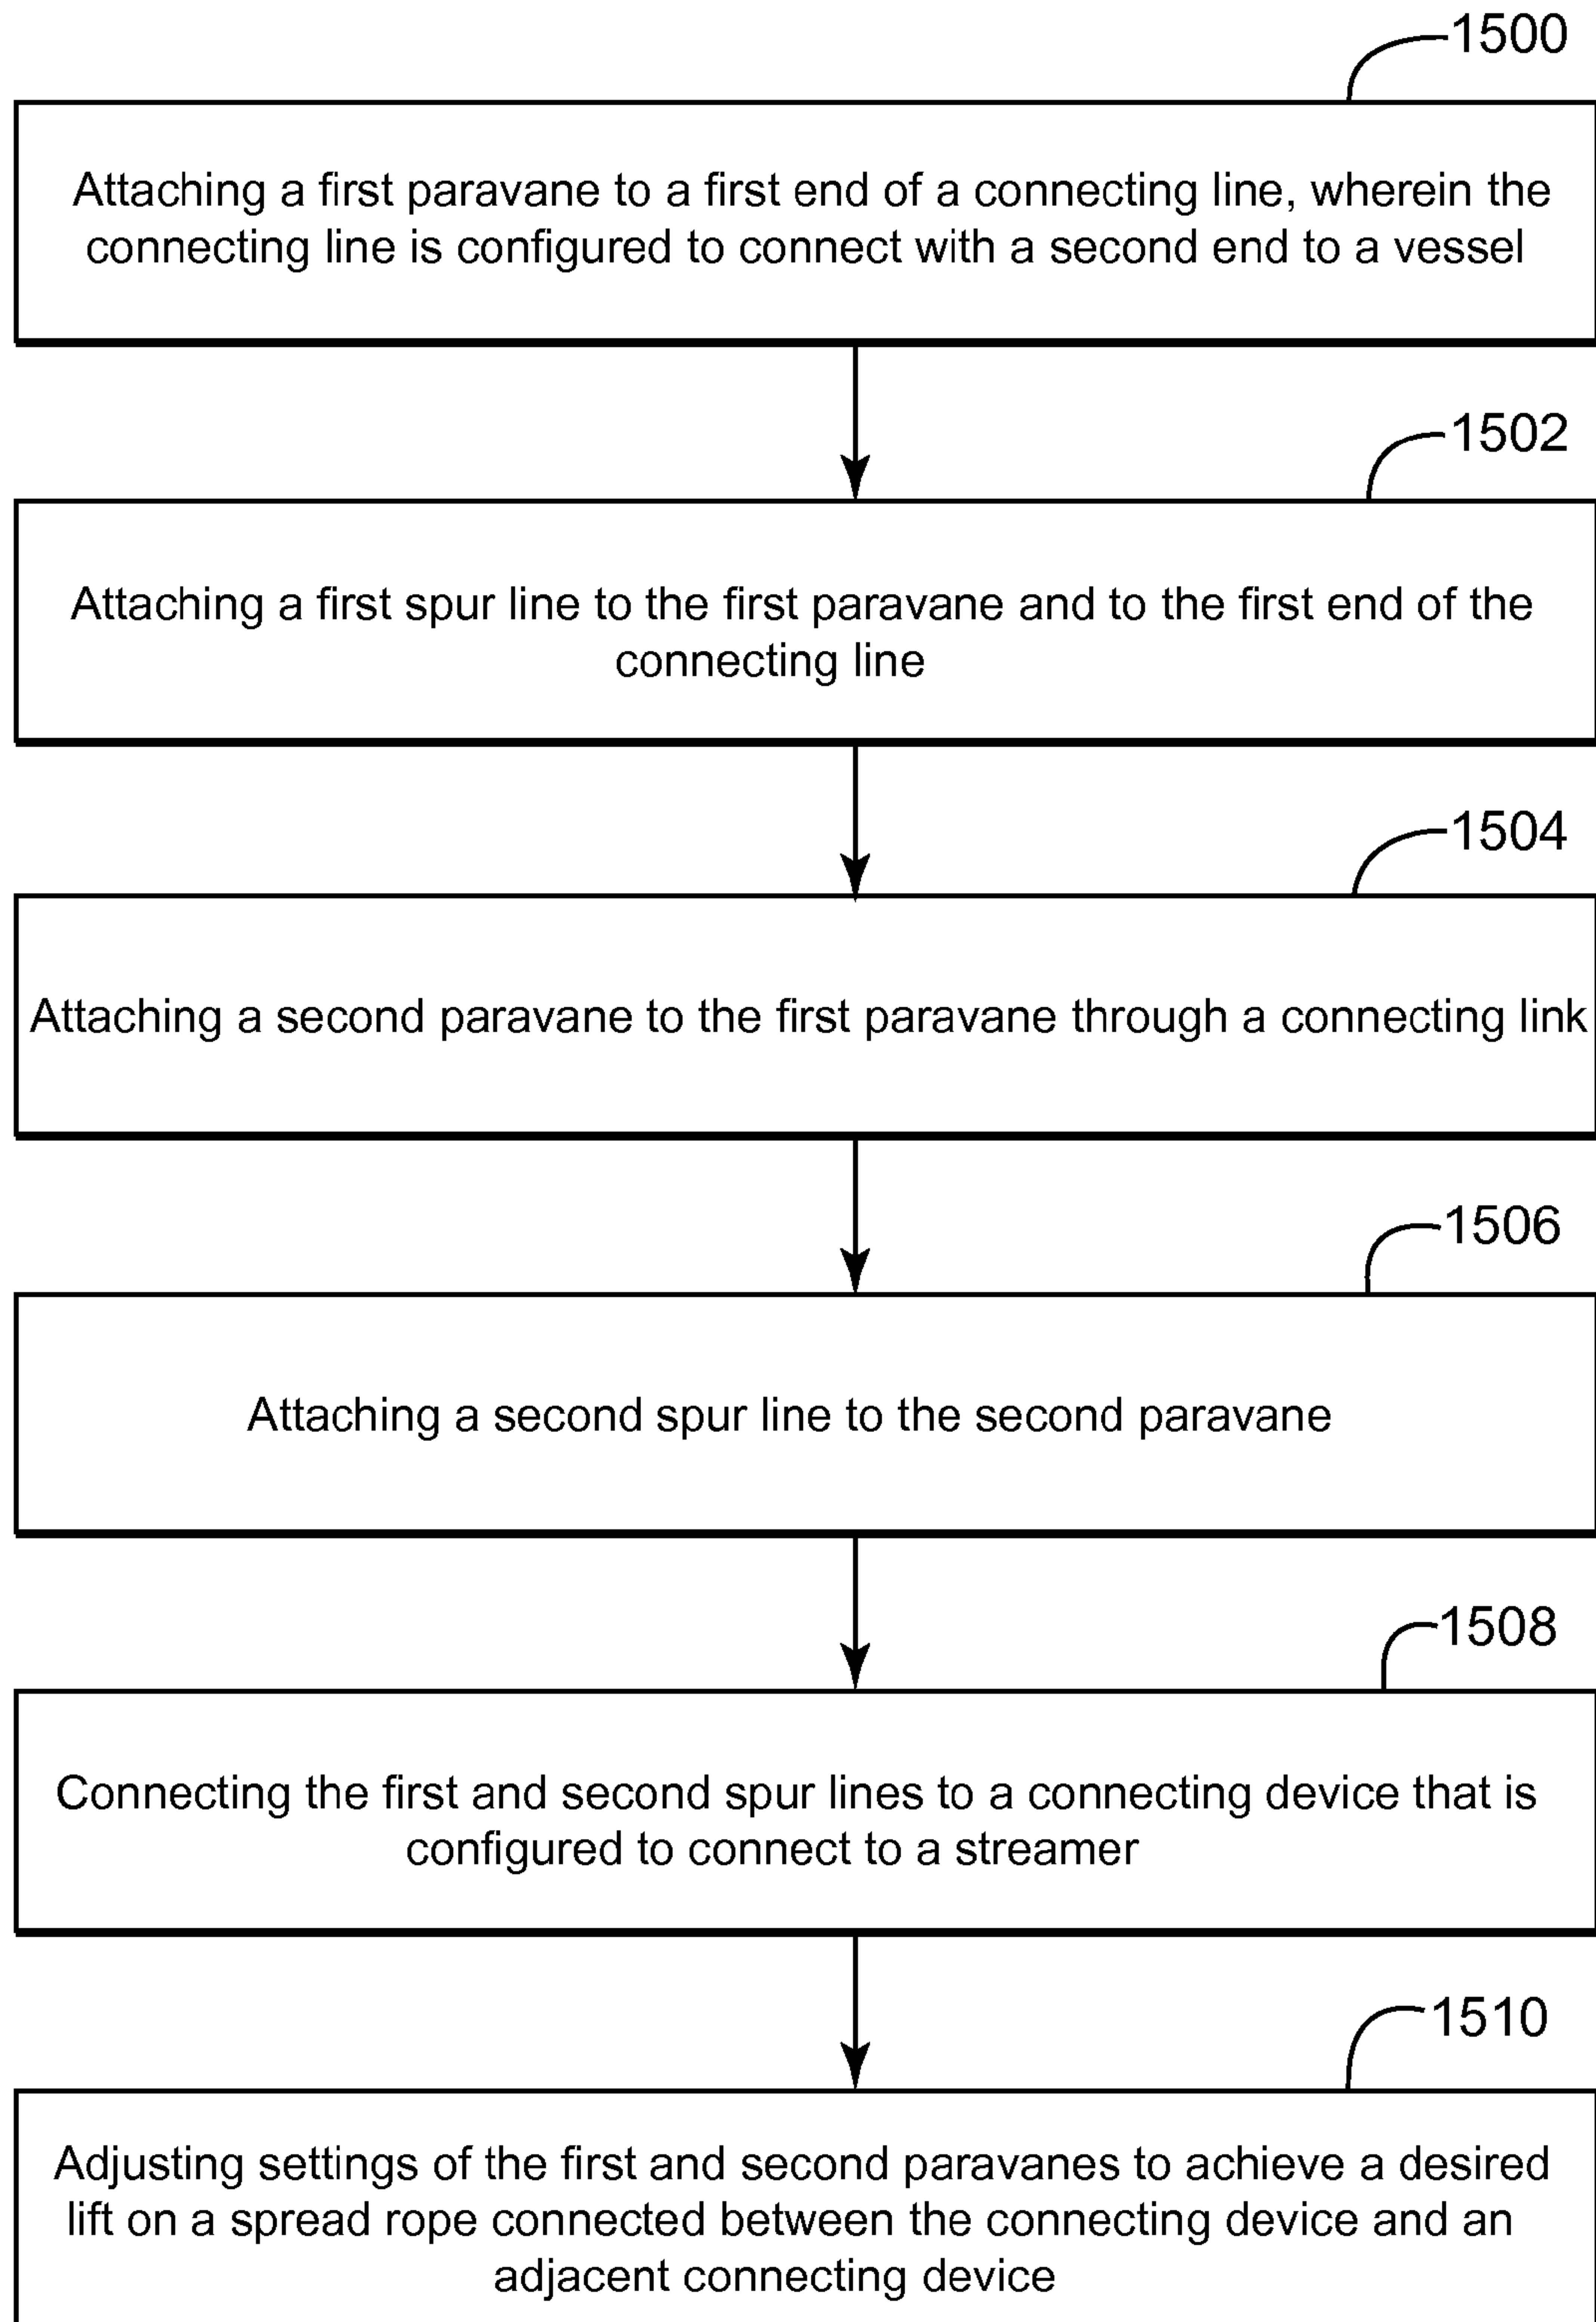 1500
Attaching a first paravane to a first end of a connecting line, wherein the
connecting line is configured to connect with a second end to a vessel
1502
Attaching a first spur line to the first paravane and to the first end of the
connecting line
1504
Attaching a second paravane to the first paravane through a connecting link
1506
Attaching a second spur line to the second paravane
1508
Connecting the first and second spur lines to a connecting device that is
configured to connect to a streamer
1510
Adjusting settings of the first and second paravanes to achieve a desired
lift on a spread rope connected between the connecting device and an
adjacent connecting device